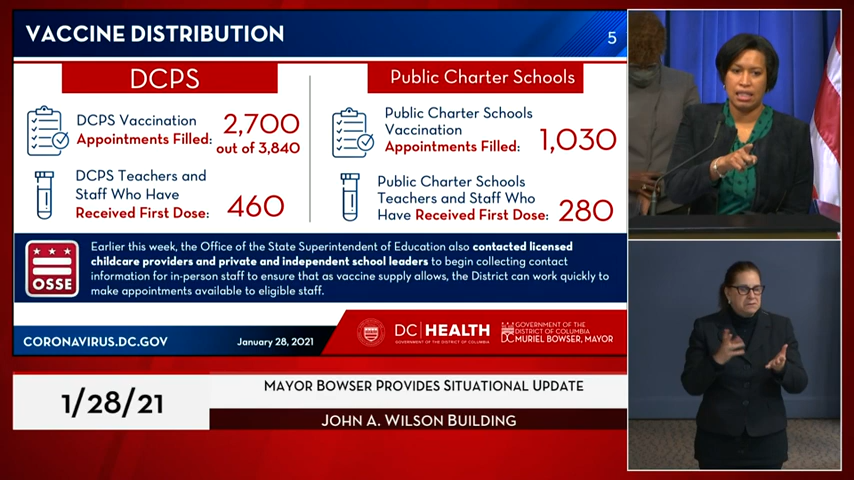 VACCINE DISTRIBUTION
5
DCPS
DCPS Vaccination
Appointments Filled:
2,700
out of 3,840
DCPS Teachers and
Staff Who Have
Received First Dose:
460
Public Charter Schools
Public Charter Schools
Vaccination
Appointments Filled:
1,030
Public Charter Schools
Teachers and Staff Who
Have Received First Dose:
280
OSSE
Earlier this week, the Office of the State Superintendent of Education also contacted licensed
childcare providers and private and independent school leaders to begin collecting contact
information for in-person staff to ensure that as vaccine supply allows, the District can work quickly to
make appointments available to eligible staff.
CORONAVIRUS.DC.GOV
January 28, 2021
DC HEALTH
GOVERNMENT OF THE DISTRICT OF COLUMBIA
GOVERNMENT OF THE
DISTRICT OF COLUMBIA
DC MURIEL BOWSER, MAYOR
1/28/21
MAYOR BOWSER PROVIDES SITUATIONAL UPDATE
JOHN A. WILSON BUILDING